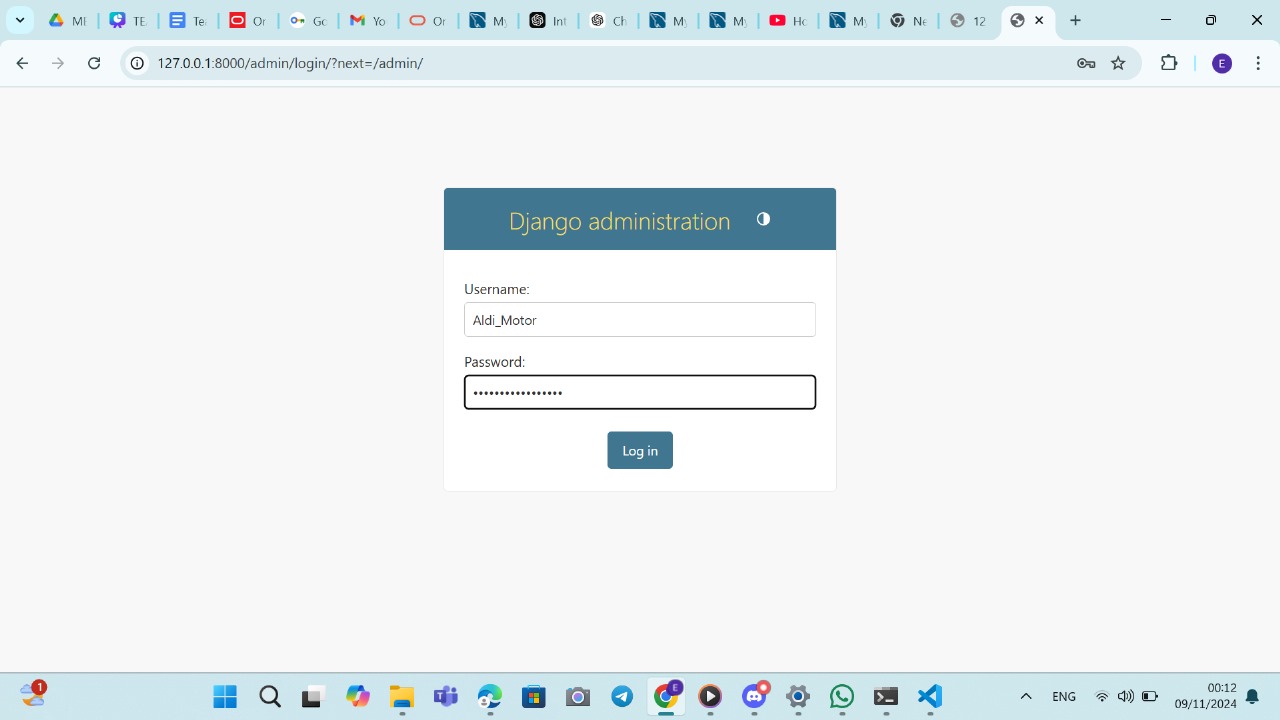 MI
TE
Te
Or
Go
Yo
Or
My
Int
Ch
My
My
Ho
My
Ne
12
127.0.0.1:8000/admin/login/?next=/admin/
E
Django administration
Username:
Aldi_Motor
Password:
•••••••••••••••••
Log in
1
E
ENG
00:12
09/11/2024